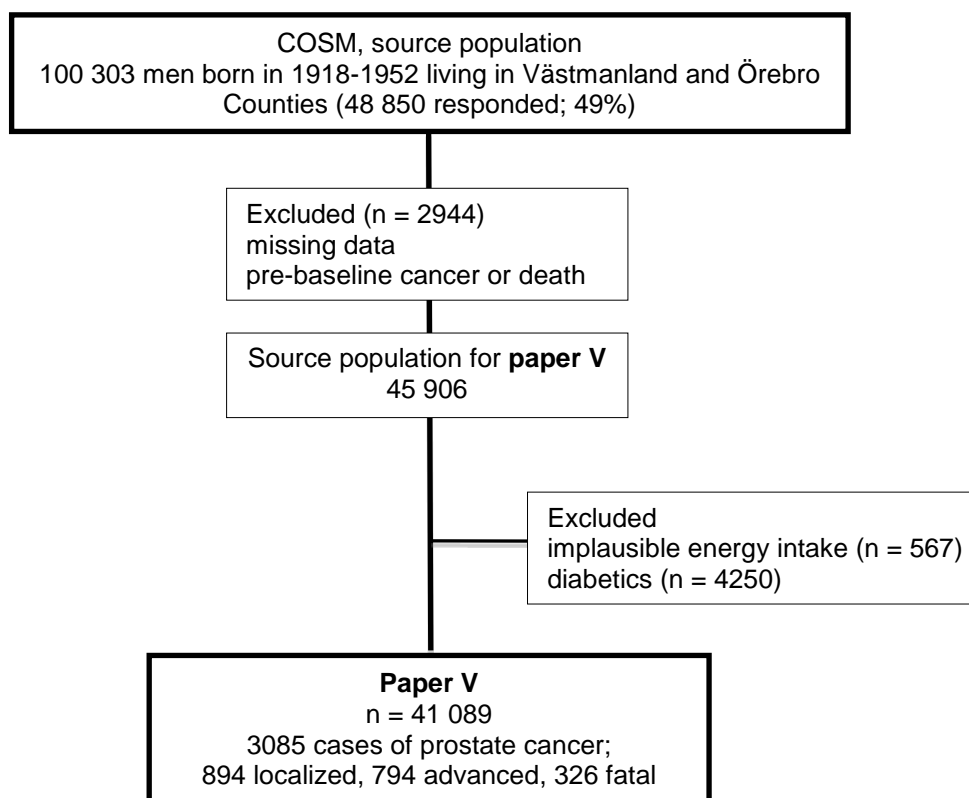 COSM, source population
100 303 men born in 1918-1952 living in Västmanland and Örebro
Counties (48 850 responded; 49%)
Excluded (n = 2944)
missing data
pre-baseline cancer or death
Source population for paper V
45 906
Excluded
implausible energy intake (n = 567)
diabetics (n = 4250)
Paper V
n = 41 089
3085 cases of prostate cancer;
894 localized, 794 advanced, 326 fatal